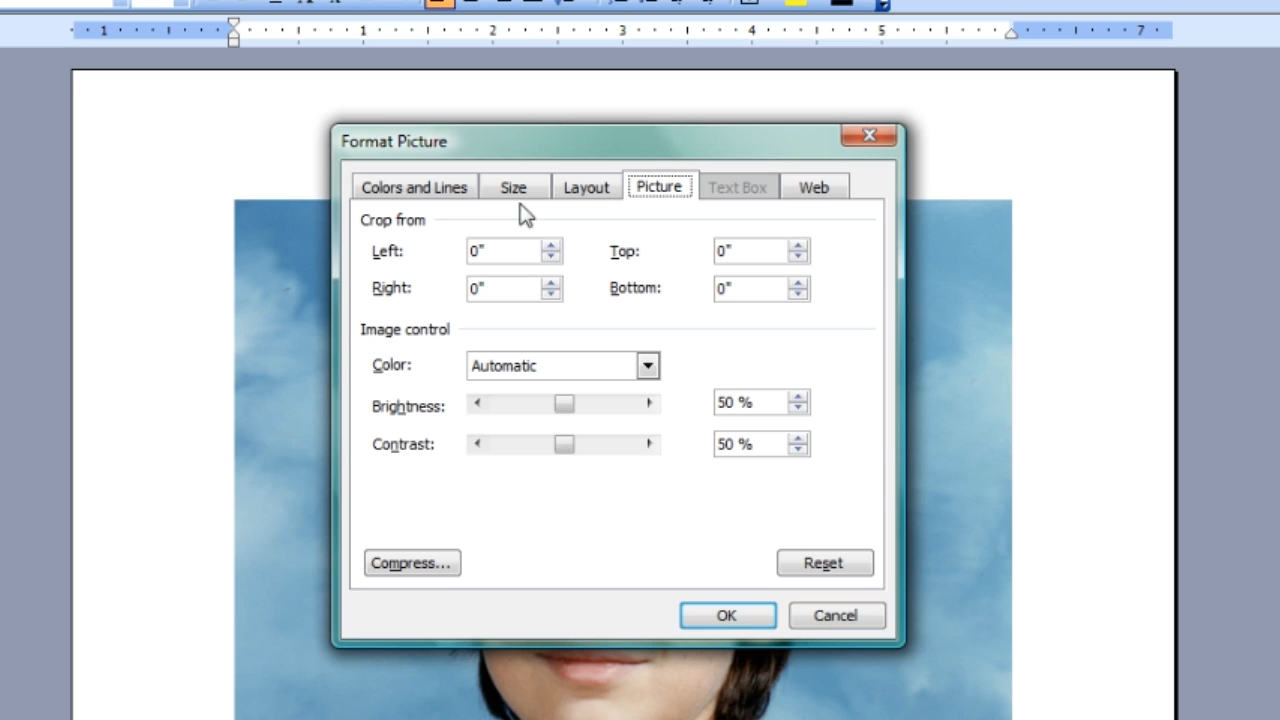 1 1 2 3 4 5 7
Format Picture
Colors and Lines Size Layout Picture Text Box Web
Crop from
Left: 0" Top: 0"
Right: 0" Bottom: 0"
Image control
Color: Automatic
Brightness: 50 %
Contrast: 50 %
Compress... Reset
OK Cancel